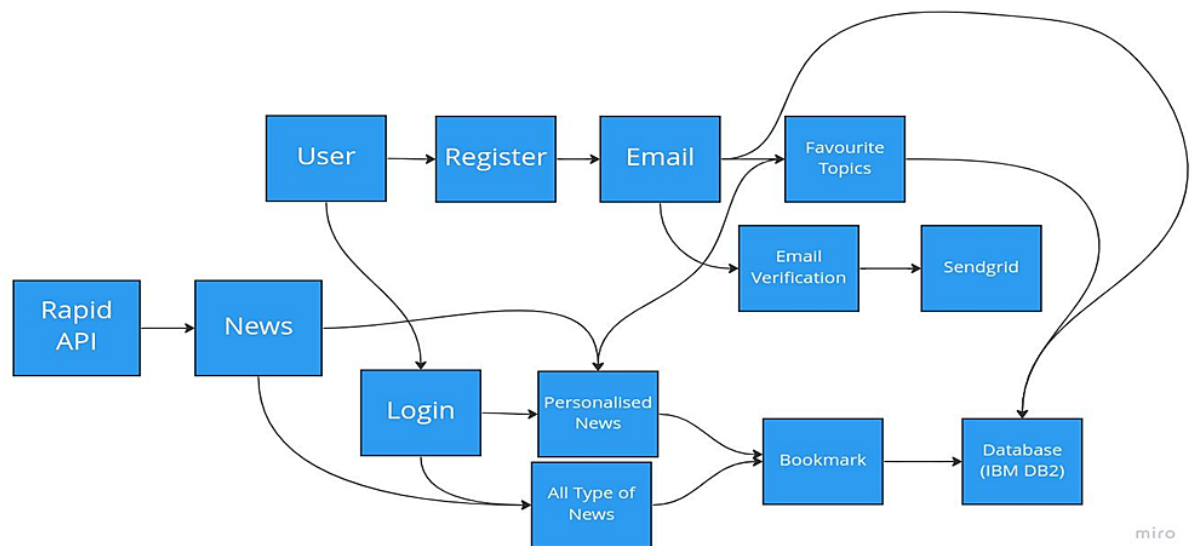 User
Register
Email
Favourite
Topics
Email
Verification
Sendgrid
Rapid
API
News
Login
Personalised
News
All Type of
News
Bookmark
Database
(IBM DB2)
miro